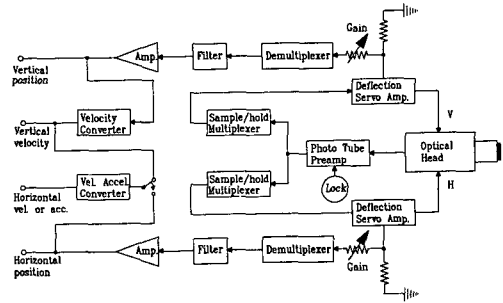 Gain
Amp.
Filter
Demultiplexer
Vertical
position
Deflection
Servo Amp.
V
Velocity
Converter
Sample/hold
Multiplexer
Vertical
velocity
Photo Tube
Preamp
Optical
Head
Vel. Accel.
Converter
Sample/hold
Multiplexer
Lock
H
Horizontal
vel. or acc.
Deflection
Servo Amp.
Horizontal
position
Amp.
Filter
Demultiplexer
Gain